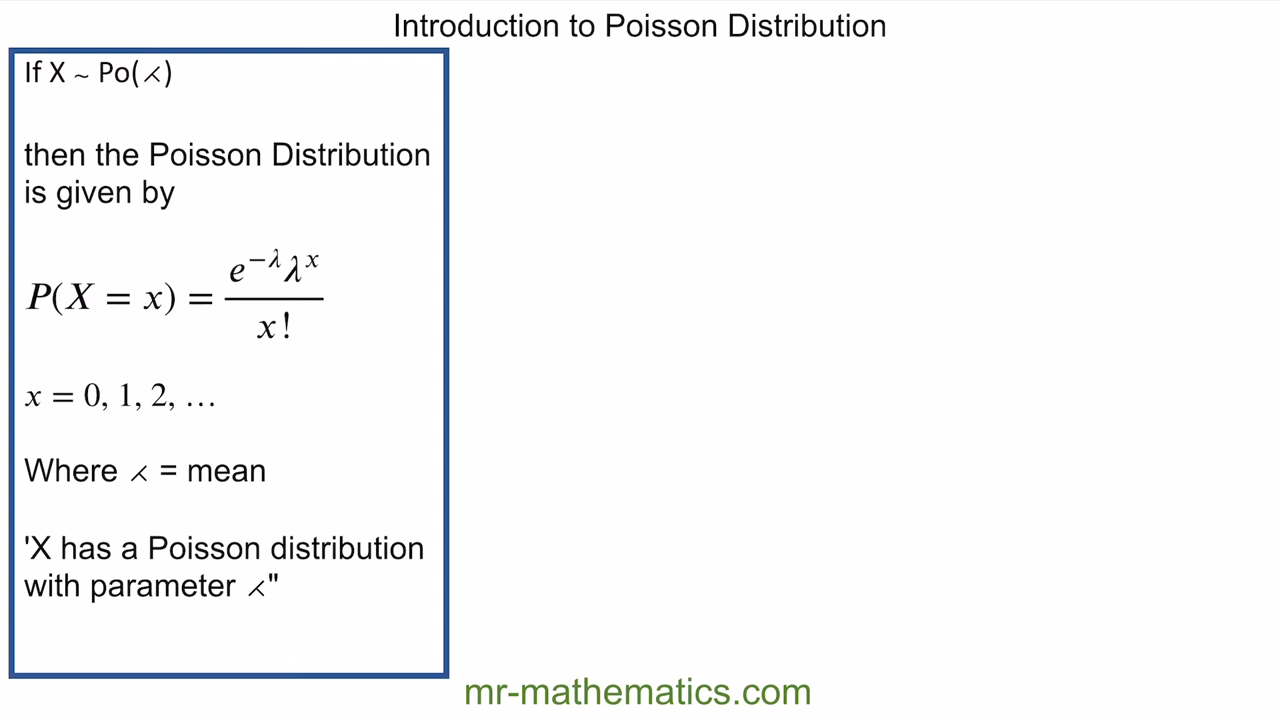 Introduction to Poisson Distribution
If X ~ Po(⁁)
then the Poisson Distribution
is given by
P(X = x) = e^{−λ}λ^x / x!
x = 0, 1, 2, …
Where ⁁ = mean
'X has a Poisson distribution
with parameter ⁁"
mr-mathematics.com